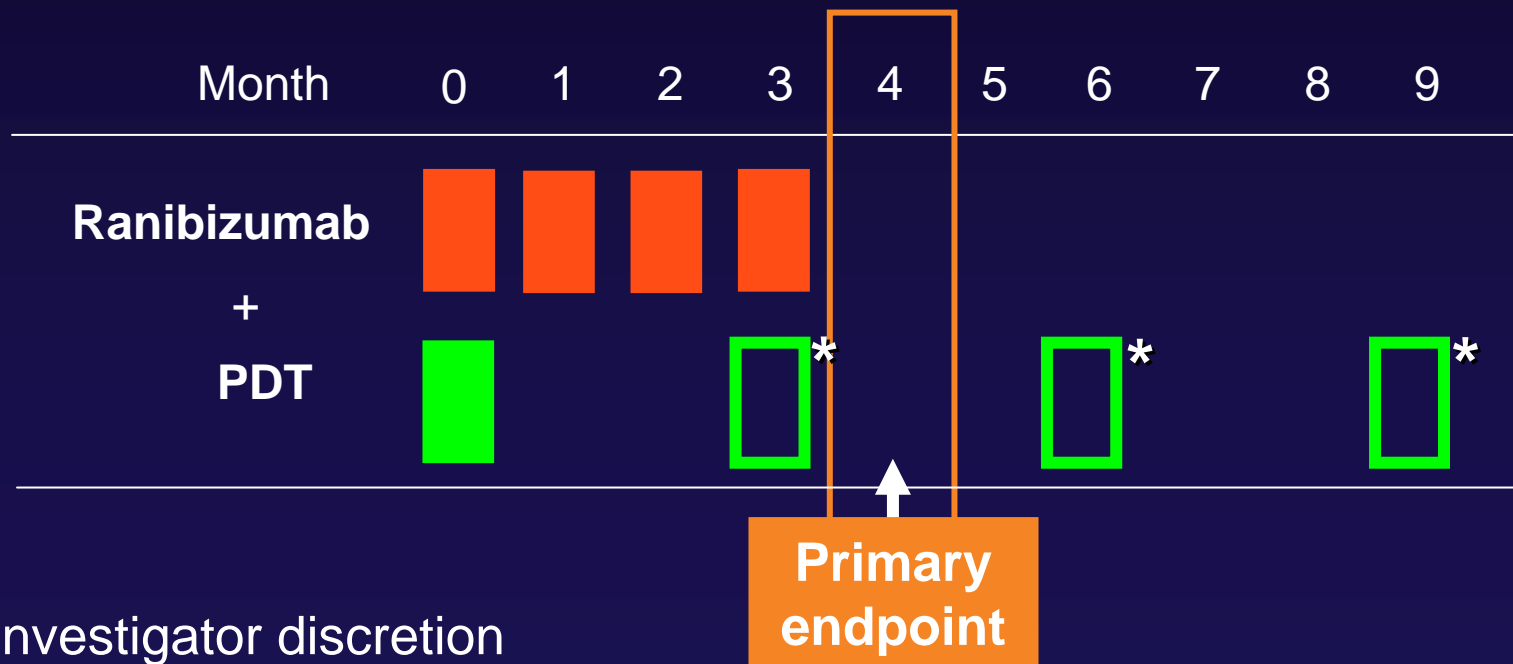 Month 0 1 2 3 4 5 6 7 8 9
Ranibizumab
+
PDT
* * *
Primary
endpoint
nvestigator discretion